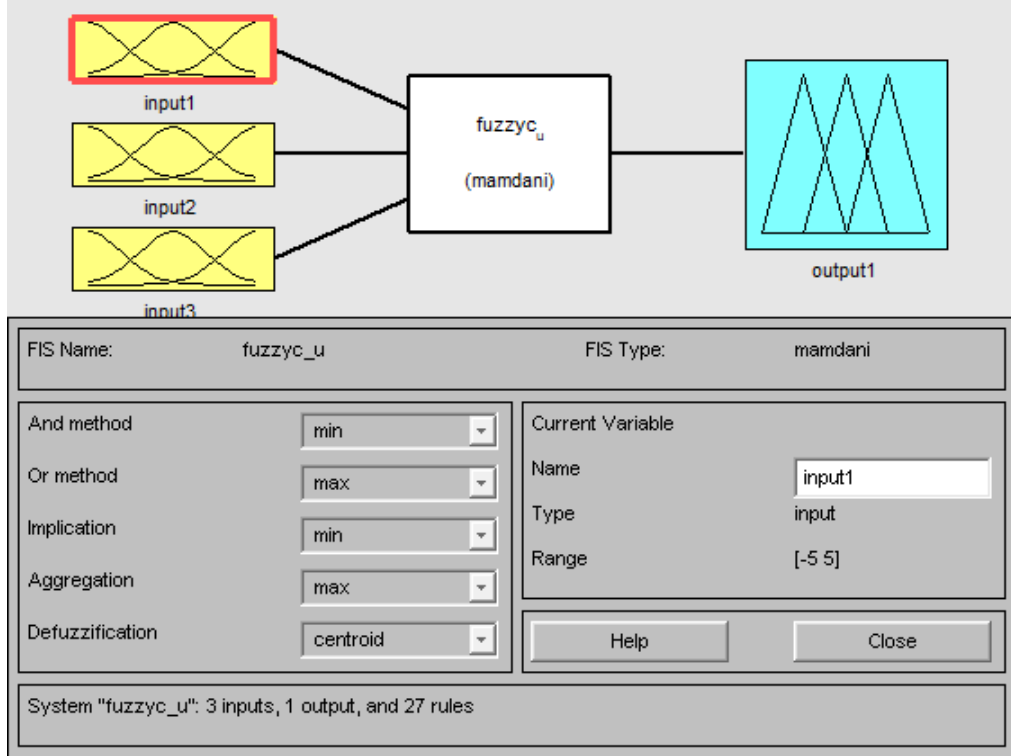 input1
fuzzyc_u
(mamdani)
input2
output1
input3
FIS Name: fuzzyc_u FIS Type: mamdani
And method min
Or method max
Implication min
Aggregation max
Defuzzification centroid
Current Variable
Name input1
Type input
Range [-5 5]
Help Close
System "fuzzyc_u": 3 inputs, 1 output, and 27 rules